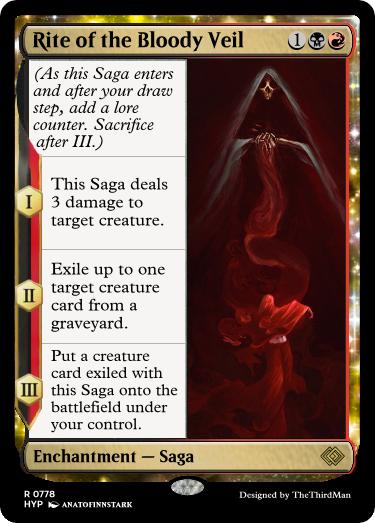 Rite of the Bloody Veil 1
(As this Saga enters
and after your draw
step, add a lore
counter. Sacrifice
after III.)
I
This Saga deals
3 damage to
target creature.
II
Exile up to one
target creature
card from a
graveyard.
III
Put a creature
card exiled with
this Saga onto the
battlefield under
your control.
Enchantment — Saga
R 0778
HYP ANATOFINNSTARK
Designed by TheThirdMan